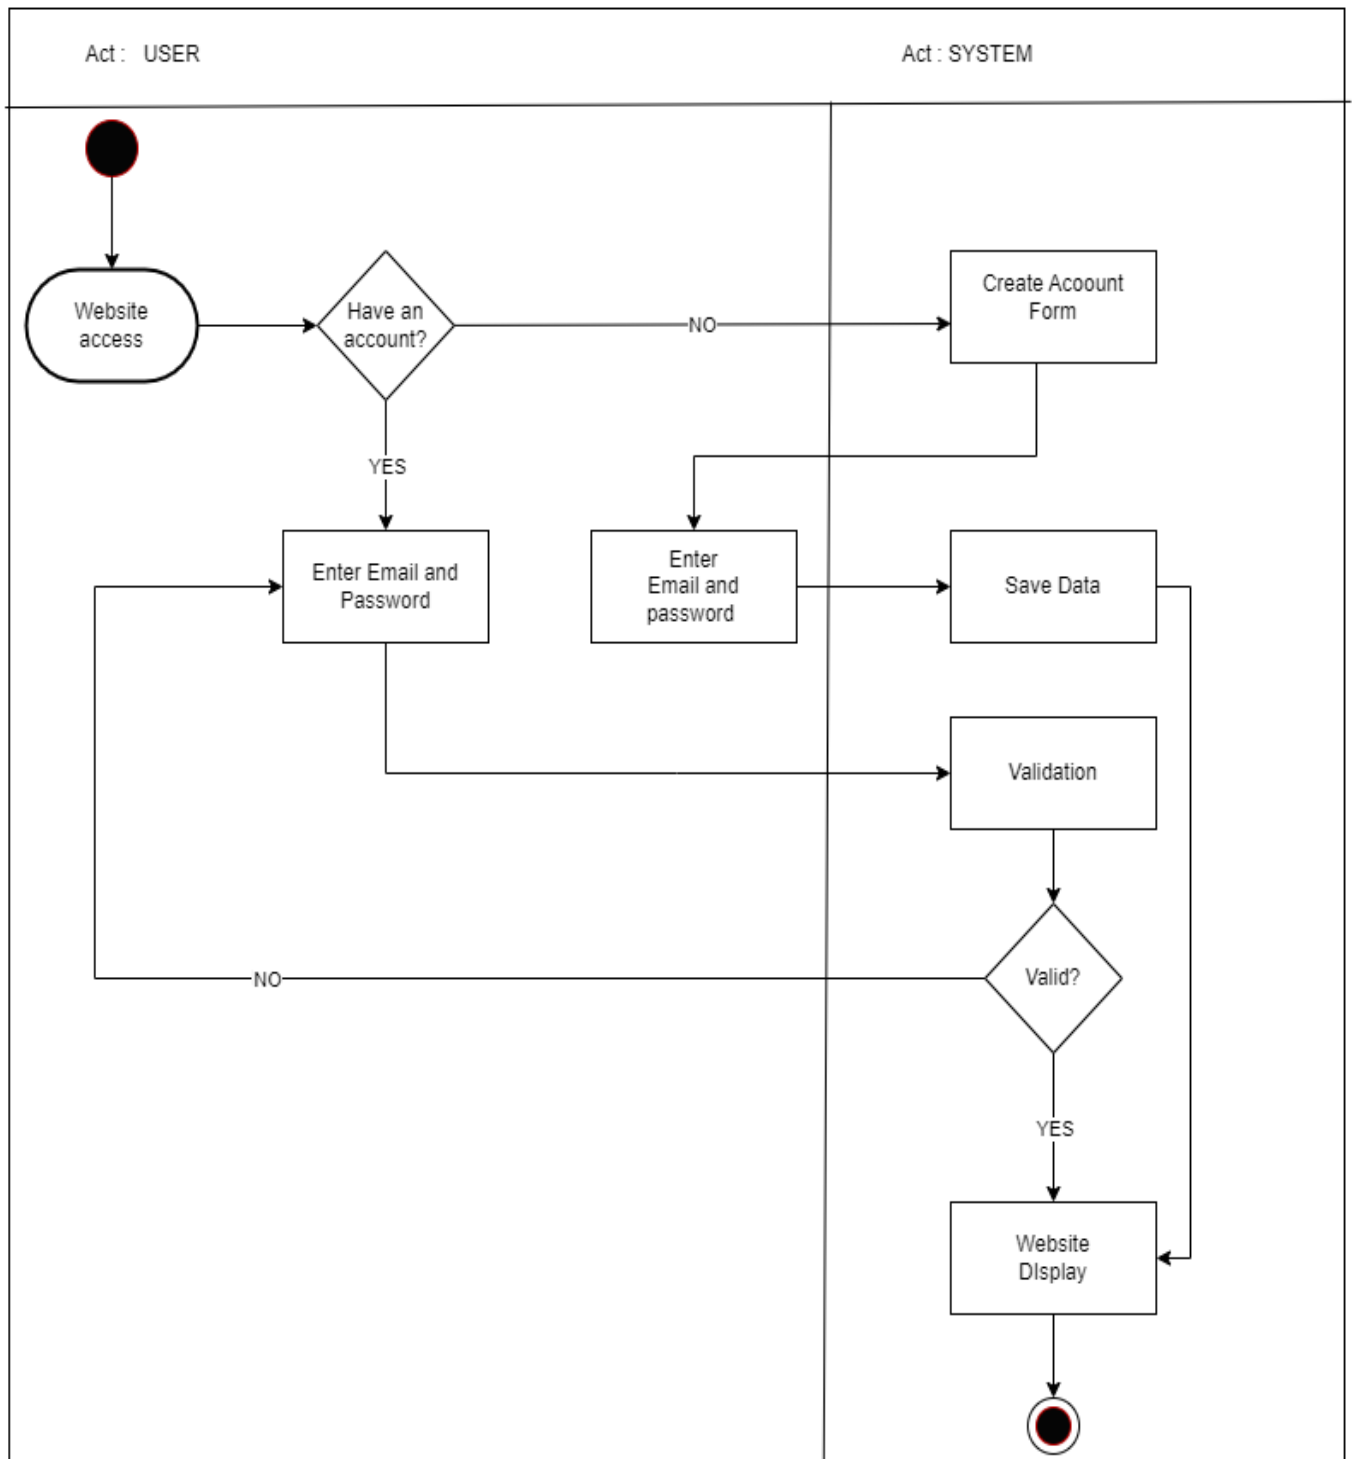 Act :   USER
Act : SYSTEM
Website
access
Have an
account?
NO
Create Acoount
Form
YES
Enter Email and
Password
Enter
Email and
password
Save Data
Validation
Valid?
NO
YES
Website
DIsplay